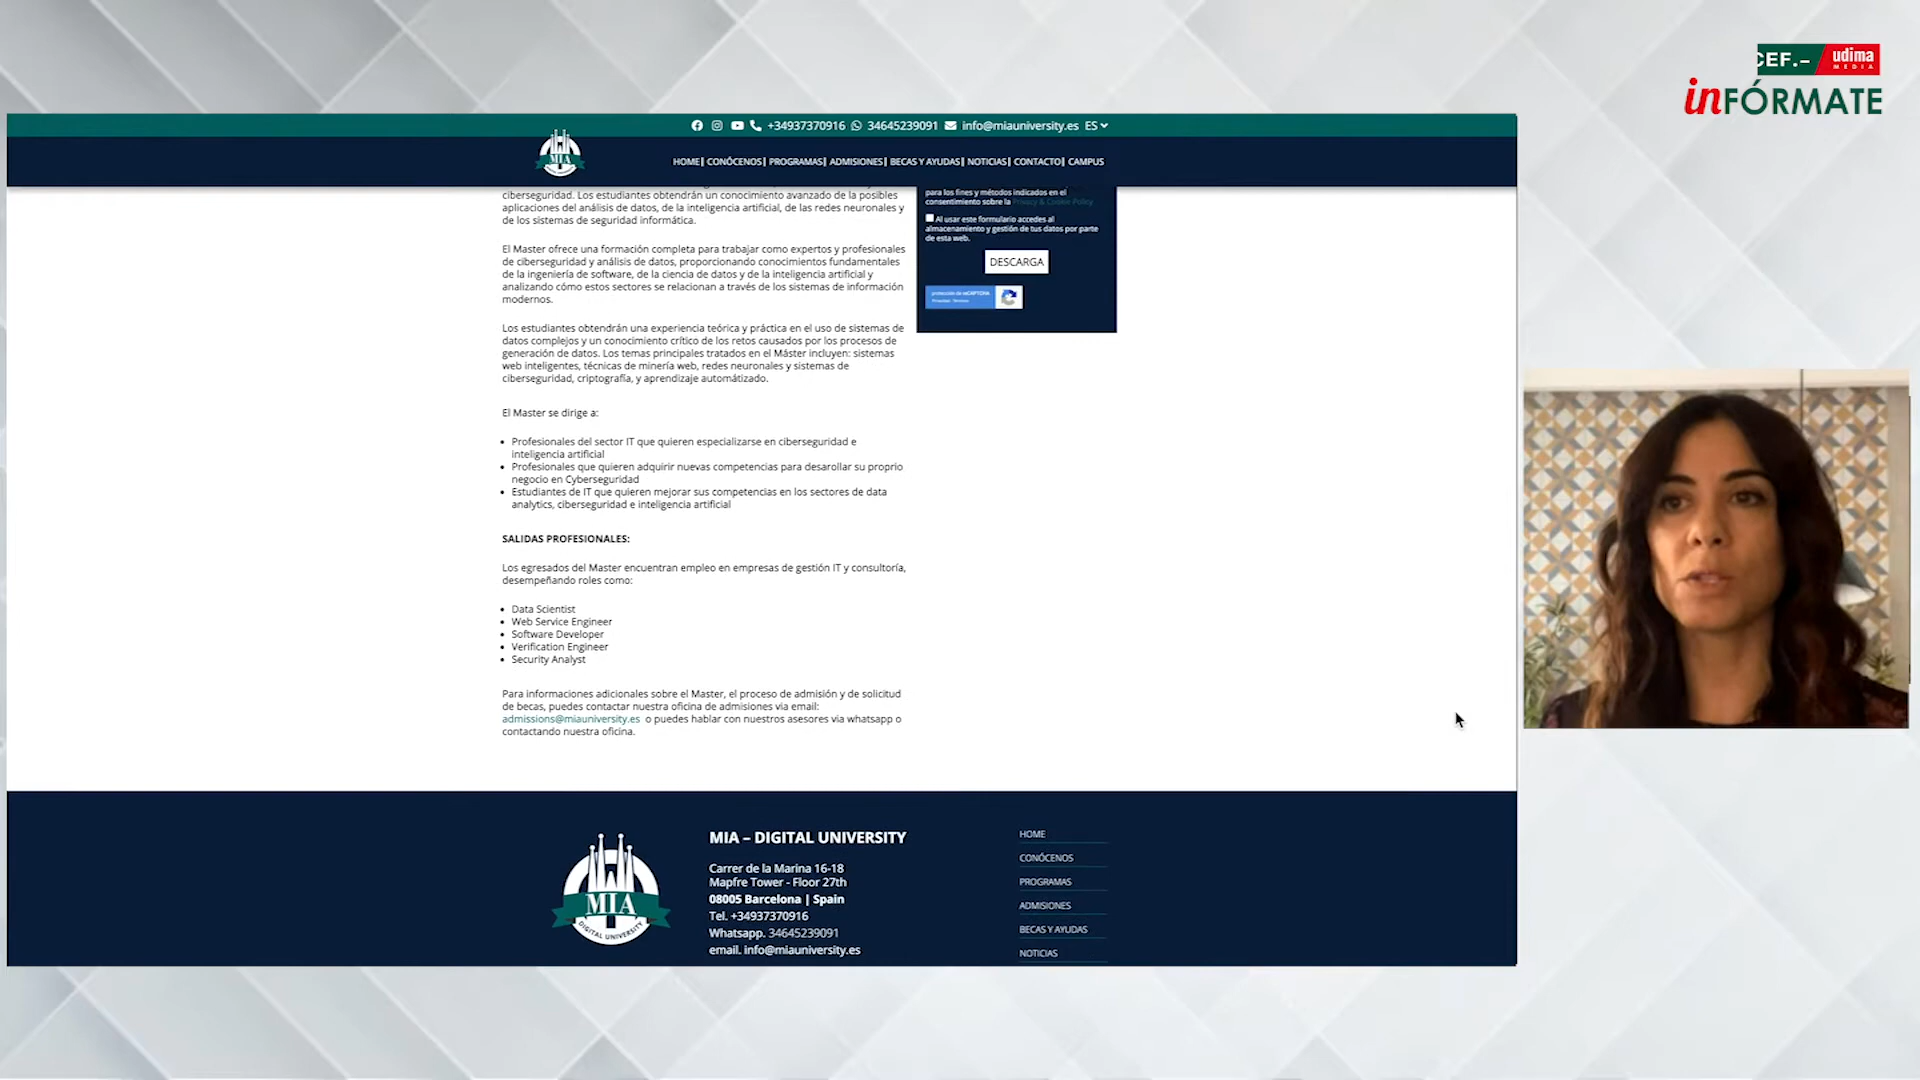 CEF.– udima
MEDIA
inFÓRMATE
+34937370916 34645239091 info@miauniversity.es ES
MIA
HOME| CONÓCENOS| PROGRAMAS| ADMISIONES| BECAS Y AYUDAS| NOTICIAS| CONTACTO| CAMPUS
ciberseguridad. Los estudiantes obtendrán un conocimiento avanzado de la posibles
aplicaciones del análisis de datos, de la inteligencia artificial, de las redes neuronales y
de los sistemas de seguridad informática.
El Master ofrece una formación completa para trabajar como expertos y profesionales
de ciberseguridad y análisis de datos, proporcionando conocimientos fundamentales
de la ingeniería de software, de la ciencia de datos y de la inteligencia artificial y
analizando cómo estos sectores se relacionan a través de los sistemas de información
modernos.
Los estudiantes obtendrán una experiencia teórica y práctica en el uso de sistemas de
datos complejos y un conocimiento crítico de los retos causados por los procesos de
generación de datos. Los temas principales tratados en el Máster incluyen: sistemas
web inteligentes, técnicas de minería web, redes neuronales y sistemas de
ciberseguridad, criptografía, y aprendizaje automátizado.
El Master se dirige a:
Profesionales del sector IT que quieren especializarse en ciberseguridad e
inteligencia artificial
Profesionales que quieren adquirir nuevas competencias para desarollar su proprio
negocio en Cyberseguridad
Estudiantes de IT que quieren mejorar sus competencias en los sectores de data
analytics, ciberseguridad e inteligencia artificial
SALIDAS PROFESIONALES:
Los egresados del Master encuentran empleo en empresas de gestión IT y consultoría,
desempeñando roles como:
Data Scientist
Web Service Engineer
Software Developer
Verification Engineer
Security Analyst
Para informaciones adicionales sobre el Master, el proceso de admisión y de solicitud
de becas, puedes contactar nuestra oficina de admisiones via email:
admissions@miauniversity.es o puedes hablar con nuestros asesores via whatsapp o
contactando nuestra oficina.
para los fines y métodos indicados en el
consentimiento sobre la Privacy & Cookie Policy
Al usar este formulario accedes al
almacenamiento y gestión de tus datos por parte
de esta web.
DESCARGA
protección de reCAPTCHA
Privacidad - Términos
MIA
DIGITAL UNIVERSITY
MIA – DIGITAL UNIVERSITY
Carrer de la Marina 16-18
Mapfre Tower - Floor 27th
08005 Barcelona | Spain
Tel. +34937370916
Whatsapp. 34645239091
email. info@miauniversity.es
HOME
CONÓCENOS
PROGRAMAS
ADMISIONES
BECAS Y AYUDAS
NOTICIAS